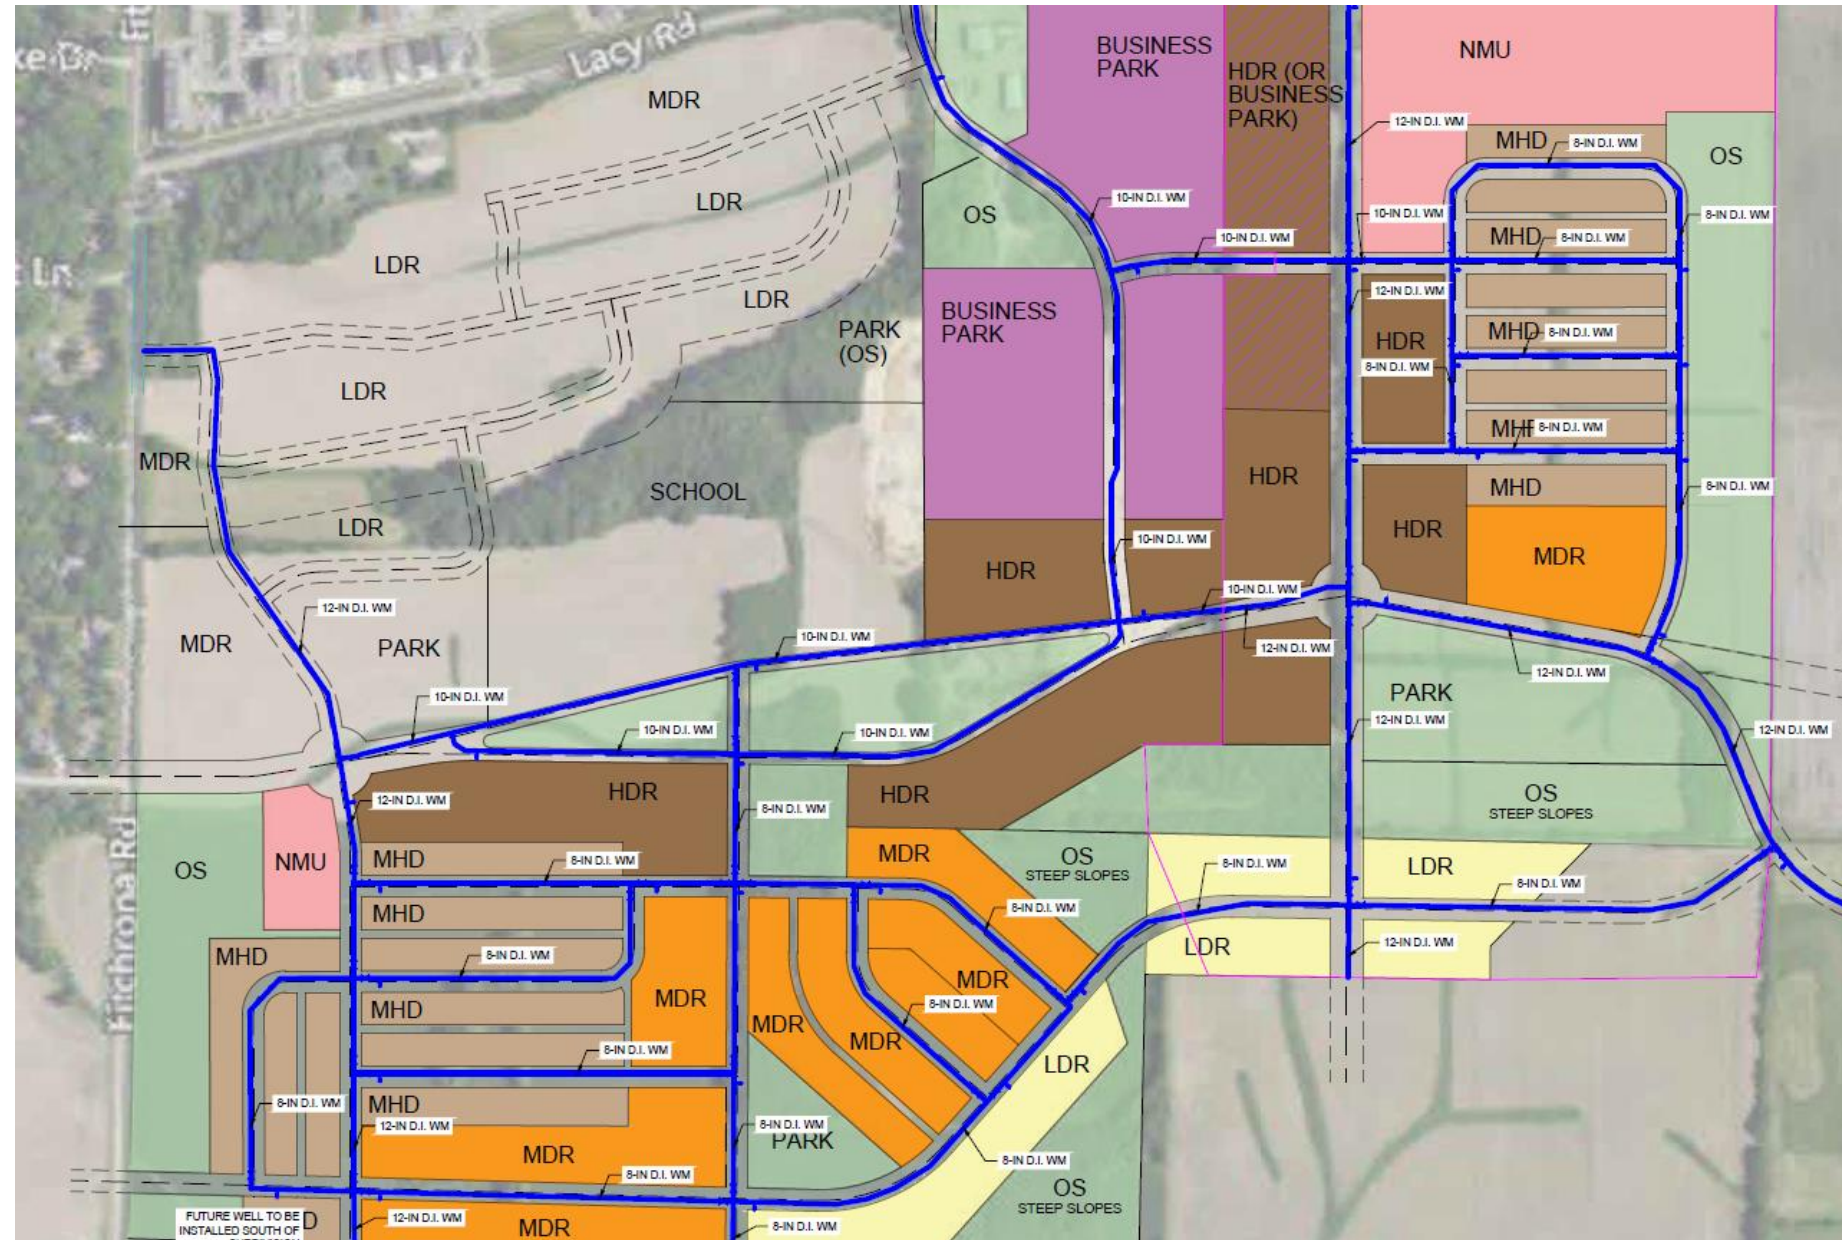 Lacy Rd
BUSINESS
PARK
HDR (OR
BUSINESS
PARK)
NMU
MDR
12-IN D.I. WM
MHD
8-IN D.I. WM
OS
LDR
10-IN D.I. WM
OS
10-IN D.I. WM
10-IN D.I. WM
MHD
8-IN D.I. WM
8-IN D.I. WM
LDR
LDR
12-IN D.I. WM
BUSINESS
PARK
PARK
(OS)
HDR
MHD
8-IN D.I. WM
8-IN D.I. WM
LDR
8-IN D.I. WM
MDR
HDR
SCHOOL
MHD
8-IN D.I. WM
LDR
HDR
10-IN D.I. WM
HDR
MDR
10-IN D.I. WM
12-IN D.I. WM
MDR
PARK
10-IN D.I. WM
12-IN D.I. WM
12-IN D.I. WM
10-IN D.I. WM
PARK
12-IN D.I. WM
10-IN D.I. WM
10-IN D.I. WM
12-IN D.I. WM
HDR
HDR
12-IN D.I. WM
8-IN D.I. WM
OS
STEEP SLOPES
Fitchrona Rd
OS
NMU
MHD
8-IN D.I. WM
MDR
OS
STEEP SLOPES
8-IN D.I. WM
LDR
8-IN D.I. WM
MHD
8-IN D.I. WM
MHD
8-IN D.I. WM
LDR
12-IN D.I. WM
MDR
MDR
8-IN D.I. WM
MHD
MDR
MDR
8-IN D.I. WM
LDR
8-IN D.I. WM
MHD
12-IN D.I. WM
8-IN D.I. WM
PARK
MDR
8-IN D.I. WM
8-IN D.I. WM
OS
STEEP SLOPES
FUTURE WELL TO BE
INSTALLED SOUTH OF
12-IN D.I. WM
MDR
8-IN D.I. WM